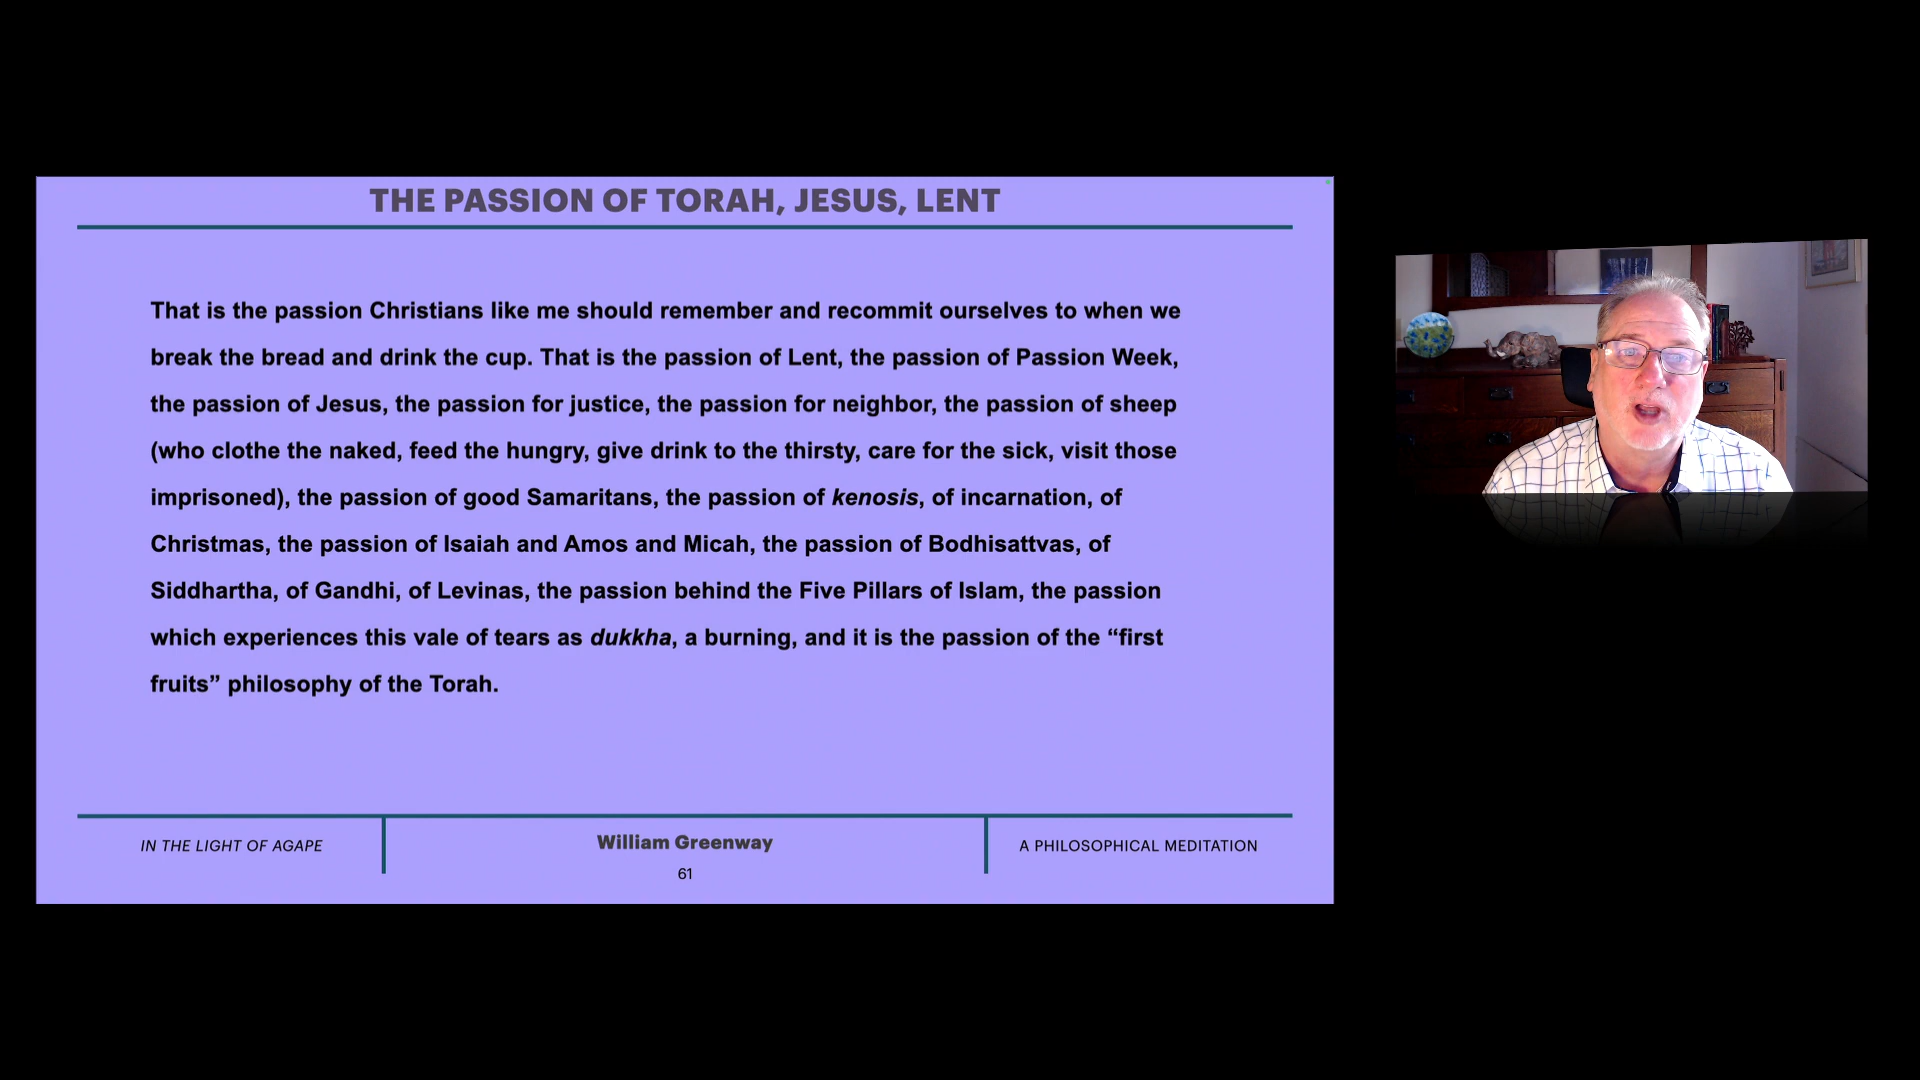 THE PASSION OF TORAH, JESUS, LENT
That is the passion Christians like me should remember and recommit ourselves to when we
break the bread and drink the cup. That is the passion of Lent, the passion of Passion Week,
the passion of Jesus, the passion for justice, the passion for neighbor, the passion of sheep
(who clothe the naked, feed the hungry, give drink to the thirsty, care for the sick, visit those
imprisoned), the passion of good Samaritans, the passion of kenosis, of incarnation, of
Christmas, the passion of Isaiah and Amos and Micah, the passion of Bodhisattvas, of
Siddhartha, of Gandhi, of Levinas, the passion behind the Five Pillars of Islam, the passion
which experiences this vale of tears as dukkha, a burning, and it is the passion of the “first
fruits” philosophy of the Torah.
IN THE LIGHT OF AGAPE
William Greenway
61
A PHILOSOPHICAL MEDITATION